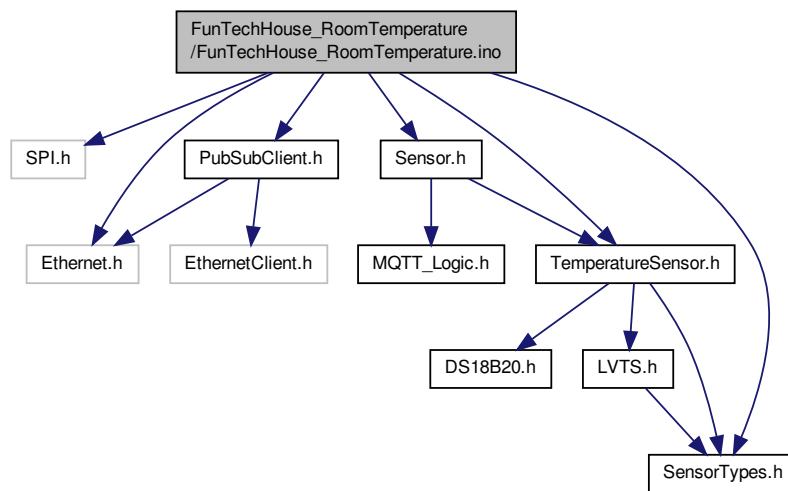 FunTechHouse_RoomTemperature
/FunTechHouse_RoomTemperature.ino
SPI.h
PubSubClient.h
Sensor.h
Ethernet.h
EthernetClient.h
MQTT_Logic.h
TemperatureSensor.h
DS18B20.h
LVTS.h
SensorTypes.h